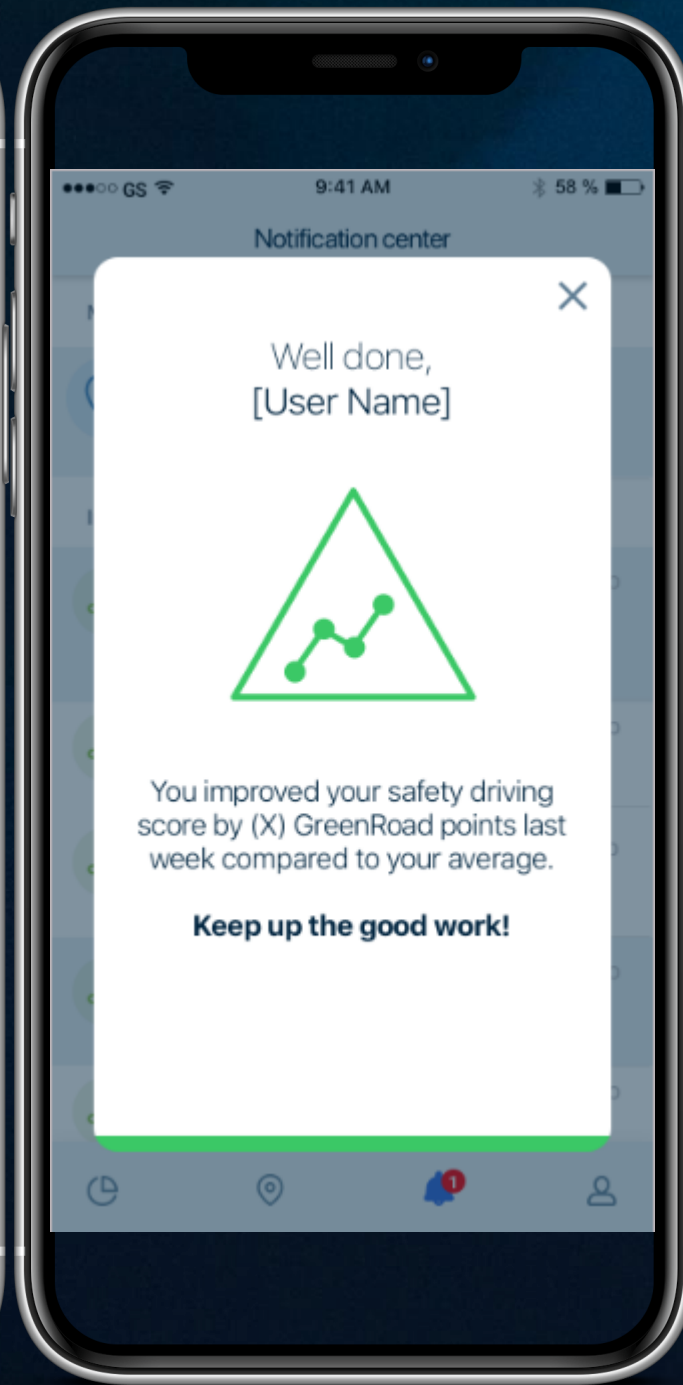 GS 9:41 AM 58 %
Notification center
Well done,
[User Name]
You improved your safety driving
score by (X) GreenRoad points last
week compared to your average.
Keep up the good work!
1